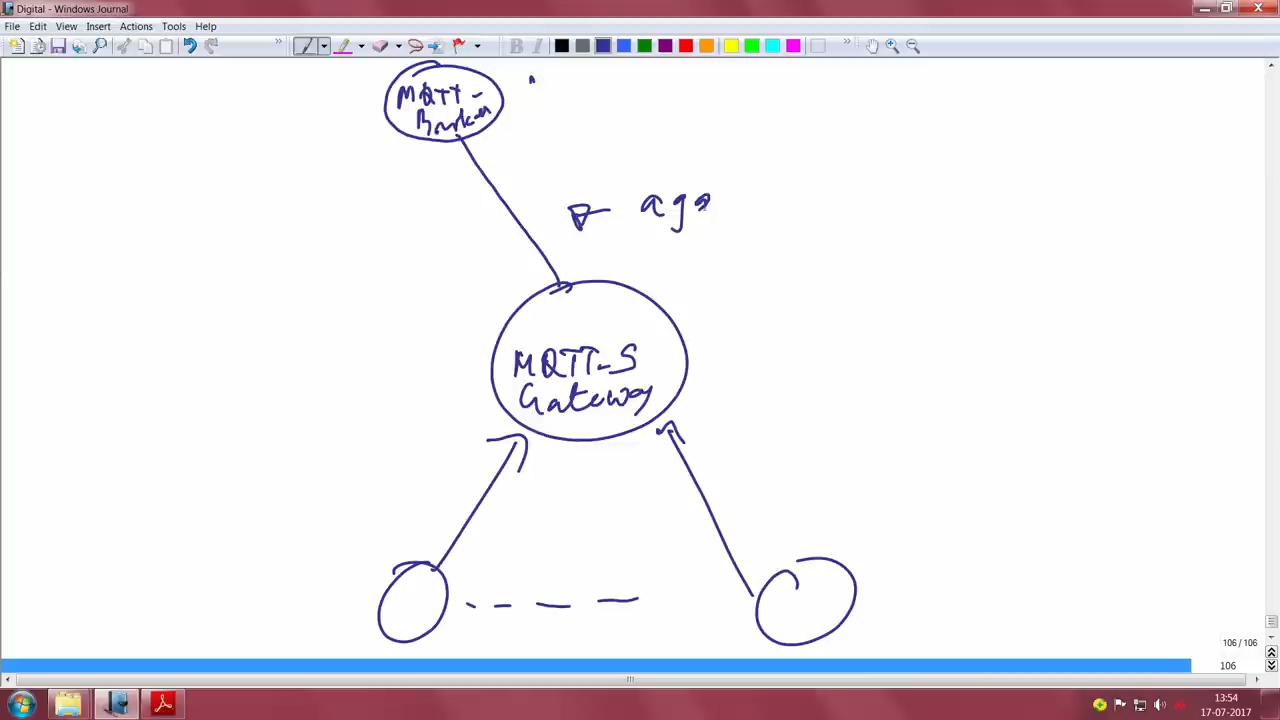 Digital - Windows Journal
File Edit View Insert Actions Tools Help
MQTT -
Broker
agg
MQTT-S
Gateway
106 / 106
106
13:54
17-07-2017